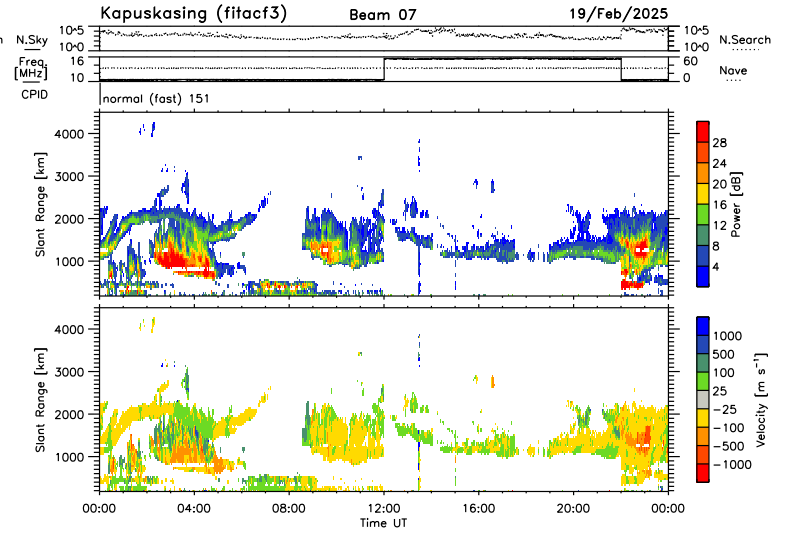 Kapuskasing (fitacf3) Beam 07 19/Feb/2025
n N.Sky 10^5 10^0 10^5 10^0 N.Search
Freq. [MHz] 16 10 60 0 Nave
CPID normal (fast) 151
Slant Range [km] 4000 3000 2000 1000
28 24 20 16 12 8 4 Power [dB]
Slant Range [km] 4000 3000 2000 1000
1000 500 100 25 −25 −100 −500 −1000 Velocity [m s⁻¹]
00:00 04:00 08:00 12:00 16:00 20:00 00:00
Time UT